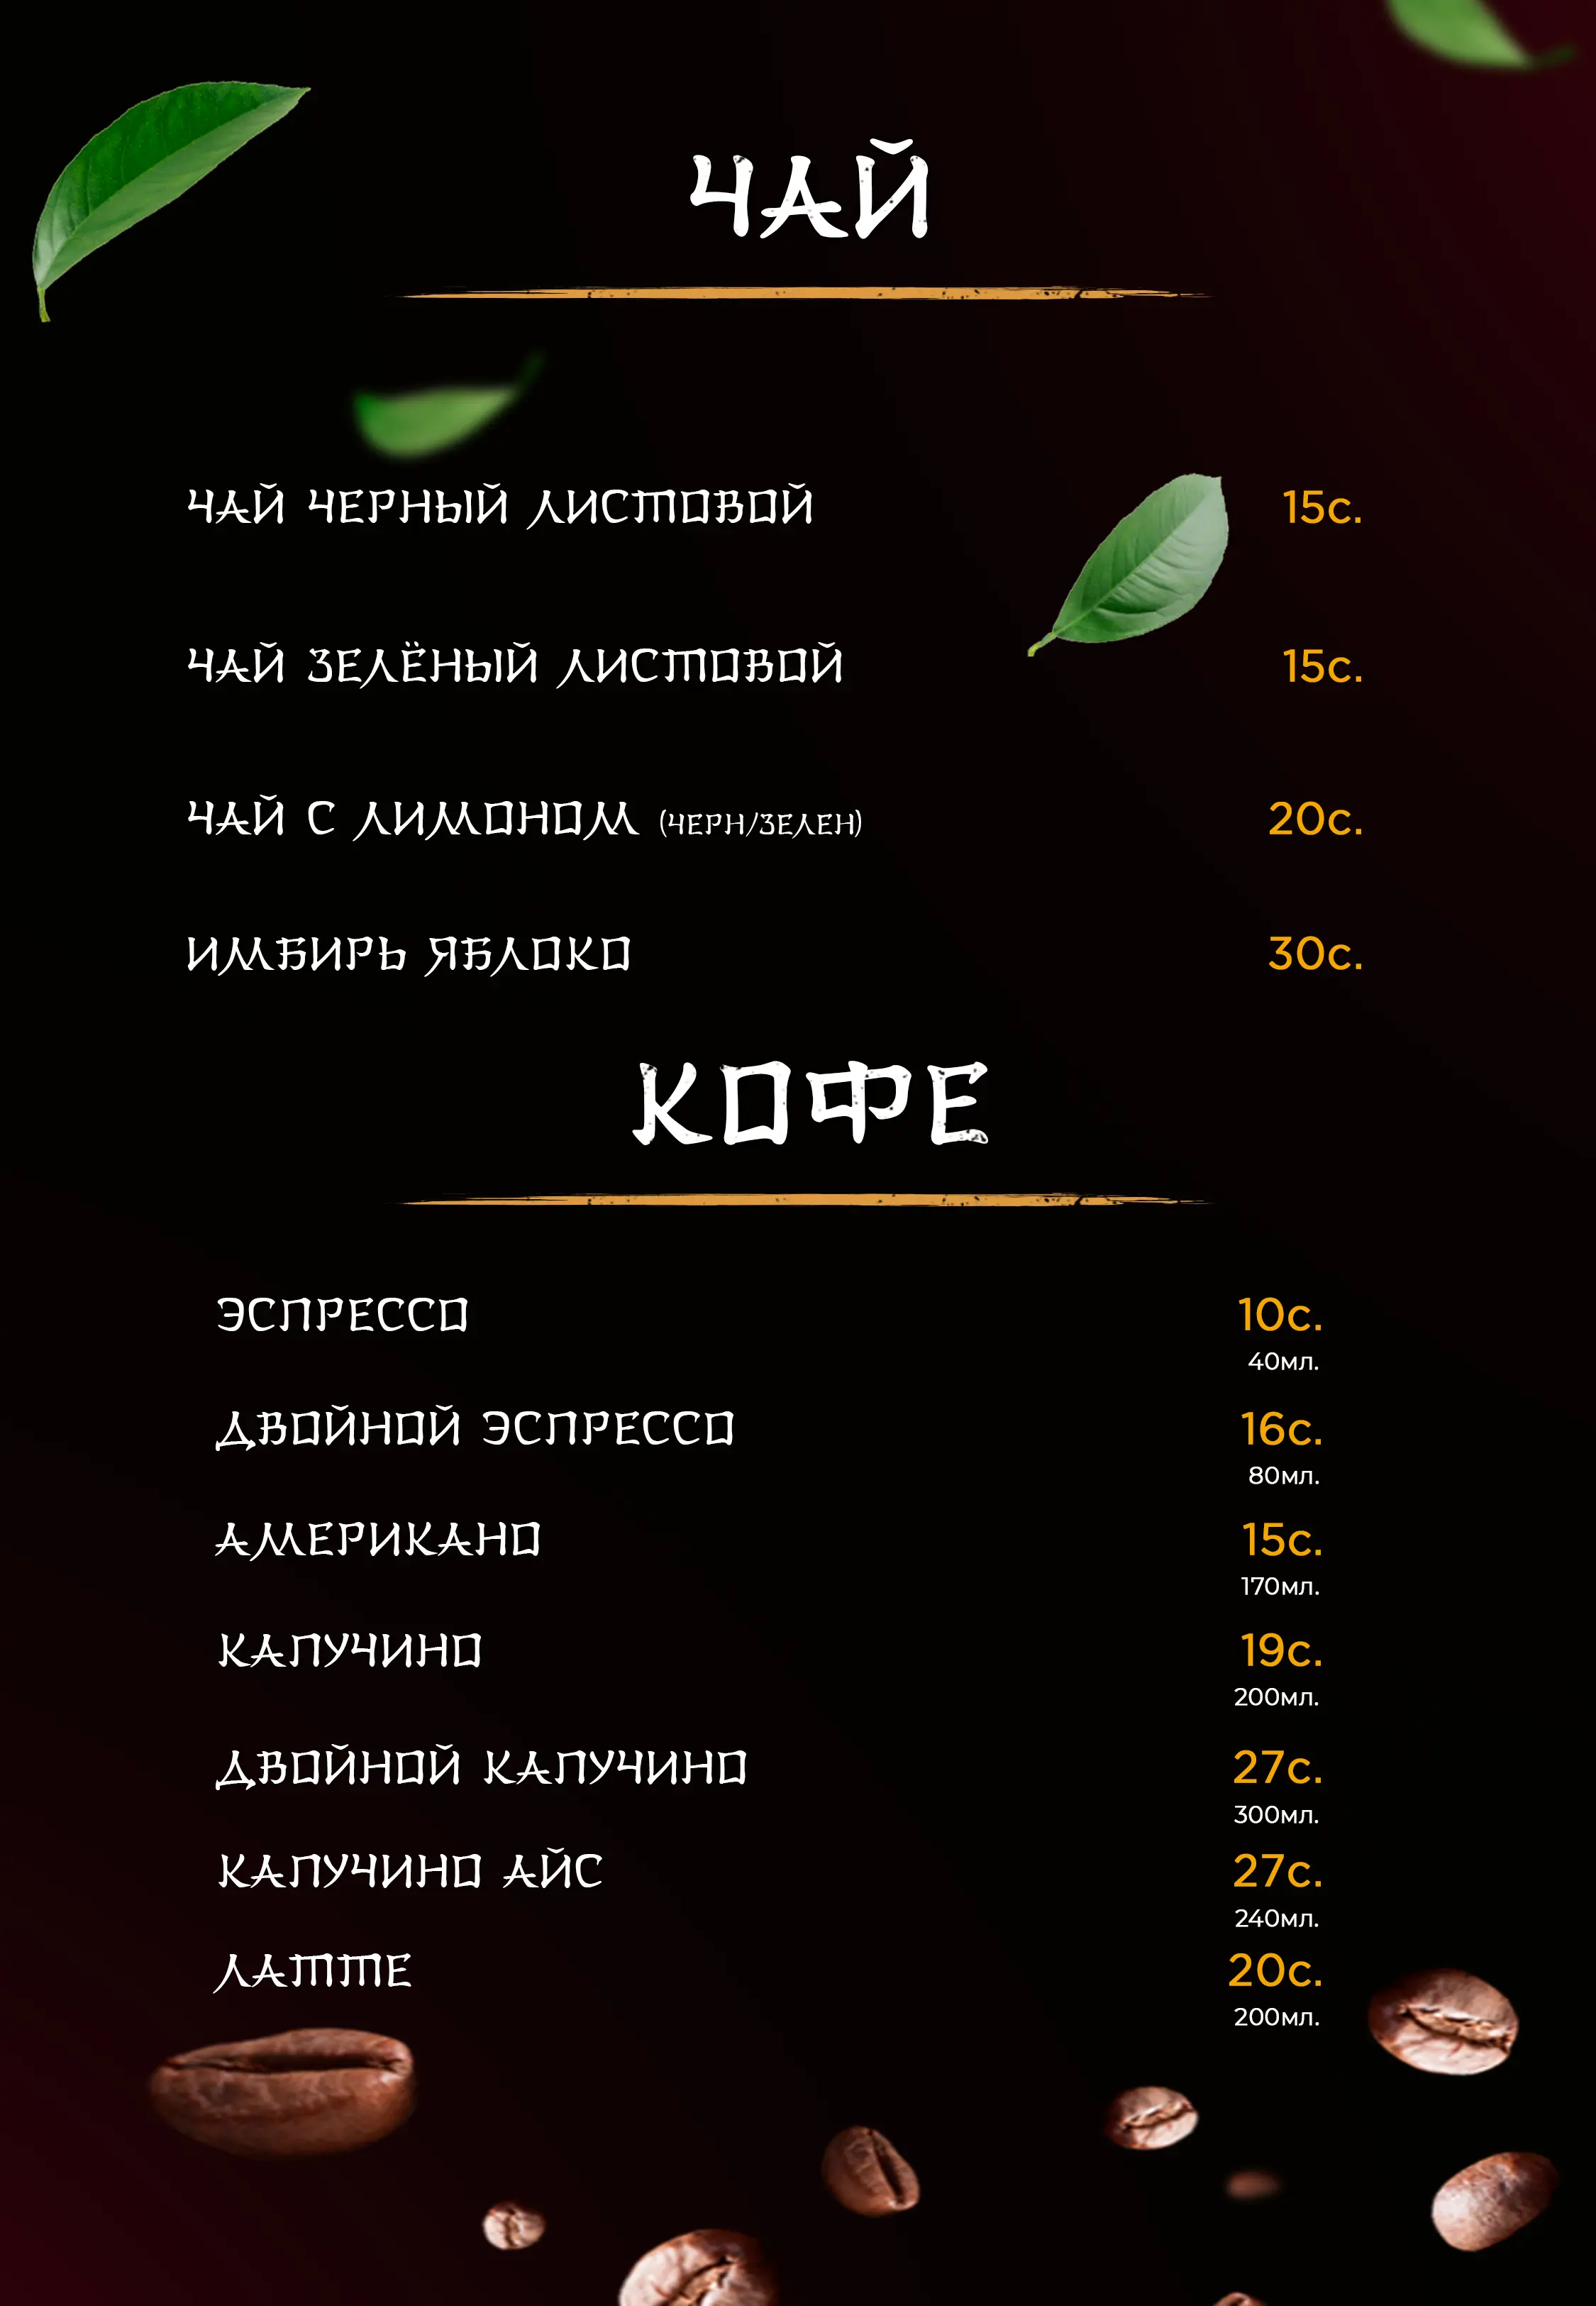 ЧАЙ
ЧАЙ ЧЕРНЫЙ ЛИСТОВОЙ 15с.
ЧАЙ ЗЕЛЁНЫЙ ЛИСТОВОЙ 15с.
ЧАЙ С ЛИМОНОМ (ЧЕРН/ЗЕЛЕН) 20с.
ИМБИРЬ ЯБЛОКО 30с.
КОФЕ
ЭСПРЕССО 10с.
40мл.
ДВОЙНОЙ ЭСПРЕССО 16с.
80мл.
АМЕРИКАНО 15с.
170мл.
КАПУЧИНО 19с.
200мл.
ДВОЙНОЙ КАПУЧИНО 27с.
300мл.
КАПУЧИНО АЙС 27с.
240мл.
ЛАТТЕ 20с.
200мл.